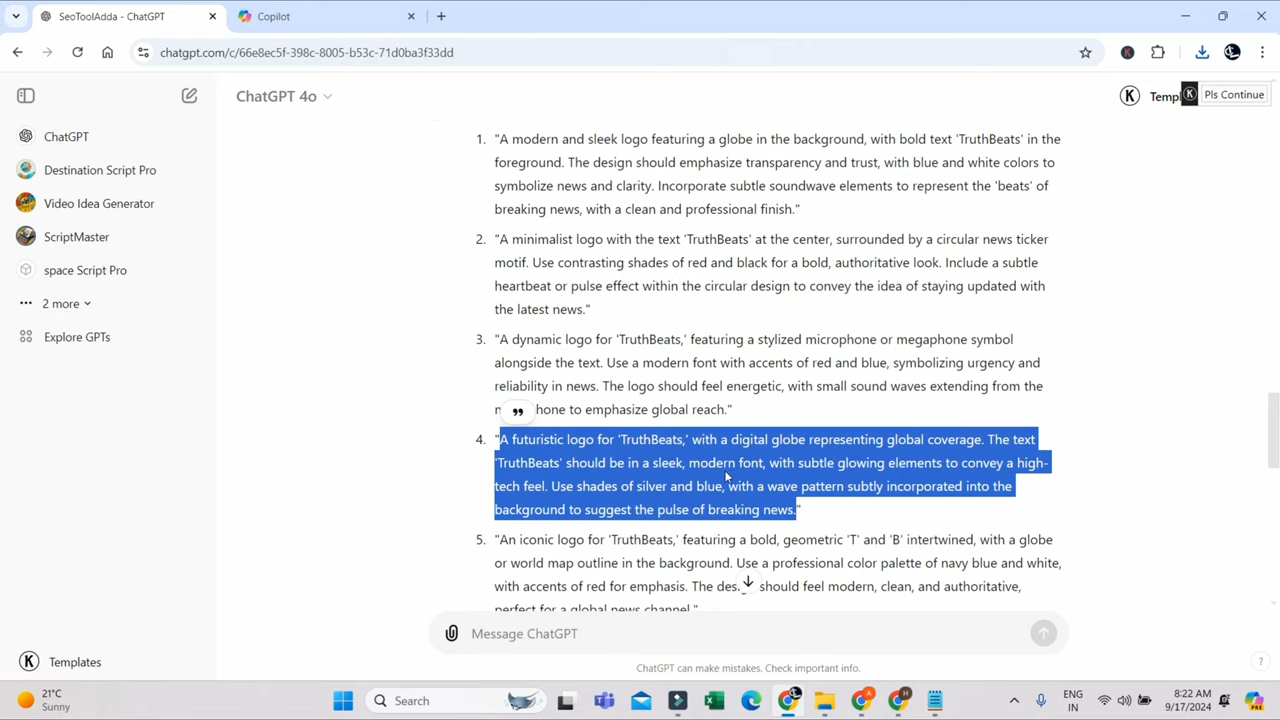 SeoToolAdda - ChatGPT
Copilot
chatgpt.com/c/66e8ec5f-398c-8005-b53c-71d0ba3f33dd
ChatGPT 4o
K
Templ
K
Pls Continue
ChatGPT
Destination Script Pro
Video Idea Generator
ScriptMaster
space Script Pro
2 more
Explore GPTs
1. "A modern and sleek logo featuring a globe in the background, with bold text 'TruthBeats' in the
foreground. The design should emphasize transparency and trust, with blue and white colors to
symbolize news and clarity. Incorporate subtle soundwave elements to represent the 'beats' of
breaking news, with a clean and professional finish."
2. "A minimalist logo with the text 'TruthBeats' at the center, surrounded by a circular news ticker
motif. Use contrasting shades of red and black for a bold, authoritative look. Include a subtle
heartbeat or pulse effect within the circular design to convey the idea of staying updated with
the latest news."
3. "A dynamic logo for 'TruthBeats,' featuring a stylized microphone or megaphone symbol
alongside the text. Use a modern font with accents of red and blue, symbolizing urgency and
reliability in news. The logo should feel energetic, with small sound waves extending from the
hone to emphasize global reach."
4. "A futuristic logo for 'TruthBeats,' with a digital globe representing global coverage. The text
'TruthBeats' should be in a sleek, modern font, with subtle glowing elements to convey a high-
tech feel. Use shades of silver and blue, with a wave pattern subtly incorporated into the
background to suggest the pulse of breaking news."
5. "An iconic logo for 'TruthBeats,' featuring a bold, geometric 'T' and 'B' intertwined, with a globe
or world map outline in the background. Use a professional color palette of navy blue and white,
with accents of red for emphasis. The design should feel modern, clean, and authoritative,
perfect for a global news channel."
Message ChatGPT
ChatGPT can make mistakes. Check important info.
?
K
Templates
21°C
Sunny
Search
ENG
IN
8:22 AM
9/17/2024